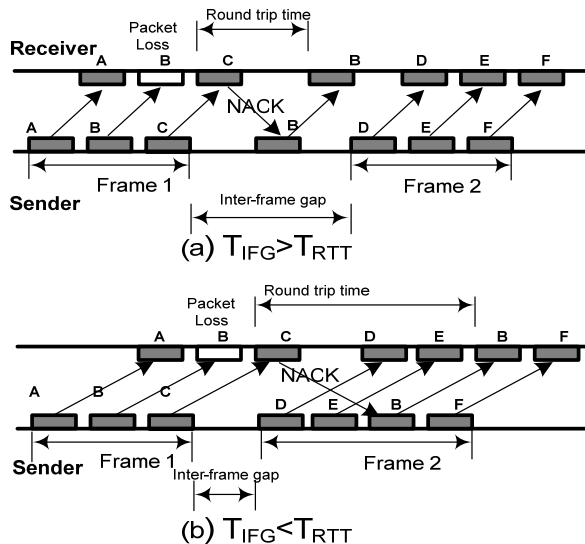 Round trip time
Packet
Loss
Receiver
A B C B D E F
NACK
A B C B D E F
Frame 1 Frame 2
Sender
Inter-frame gap
(a) TIFG>TRTT
Packet
Loss
Round trip time
A B C D E B F
NACK
A B C D E B F
Frame 1 Frame 2
Sender
Inter-frame gap
(b) TIFG<TRTT